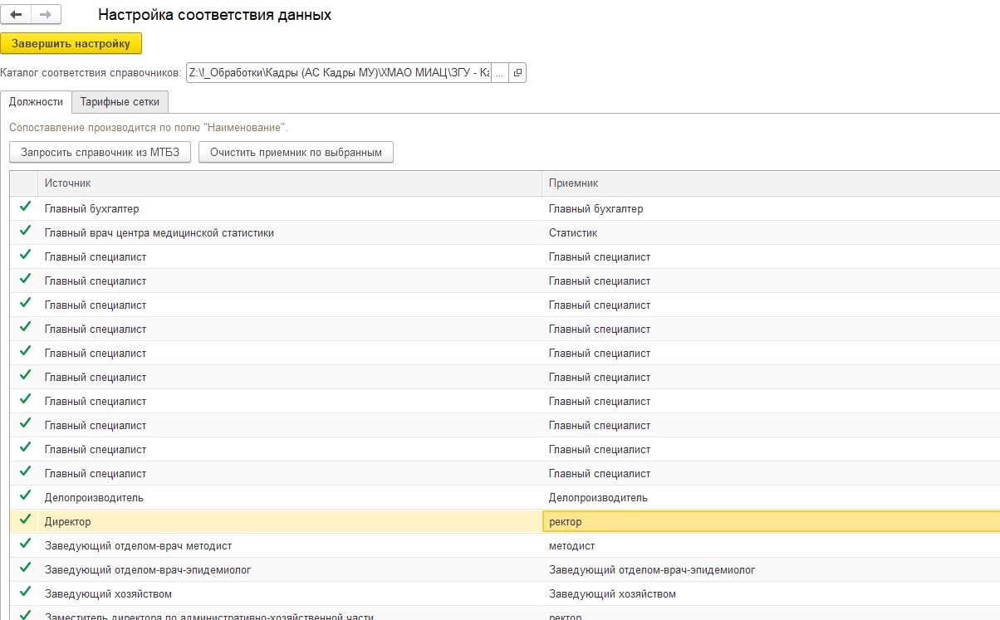 Настройка соответствия данных
Завершить настройку
Каталог соответствия справочников: Z:\!_Обработки\Кадры (АС Кадры МУ)\ХМАО МИАЦ\ЗГУ - Ка ...
Должности Тарифные сетки
Сопоставление производится по полю "Наименование".
Запросить справочник из МТБЗ Очистить приемник по выбранным
Источник Приемник
Главный бухгалтер Главный бухгалтер
Главный врач центра медицинской статистики Статистик
Главный специалист Главный специалист
Главный специалист Главный специалист
Главный специалист Главный специалист
Главный специалист Главный специалист
Главный специалист Главный специалист
Главный специалист Главный специалист
Главный специалист Главный специалист
Главный специалист Главный специалист
Главный специалист Главный специалист
Главный специалист Главный специалист
Делопроизводитель Делопроизводитель
Директор ректор
Заведующий отделом-врач методист методист
Заведующий отделом-врач-эпидемиолог Заведующий отделом-врач-эпидемиолог
Заведующий хозяйством Заведующий хозяйством
Заместитель директора по административно-хозяйственной части ректор